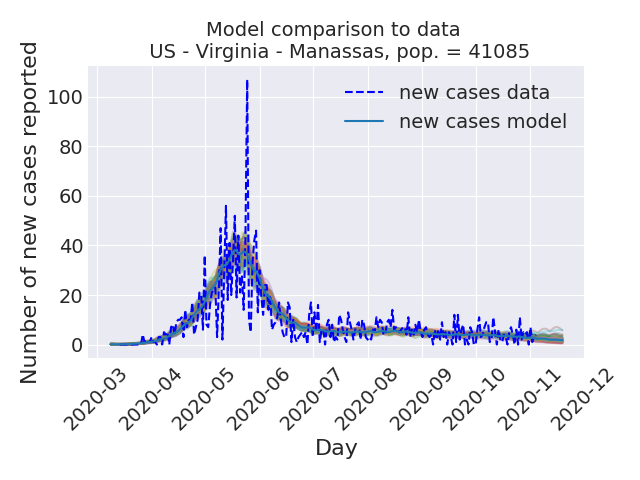 Model comparison to data
US - Virginia - Manassas, pop. = 41085
Number of new cases reported
100
80
60
40
20
0
new cases data
new cases model
2020-03
2020-04
2020-05
2020-06
2020-07
2020-08
2020-09
2020-10
2020-11
2020-12
Day